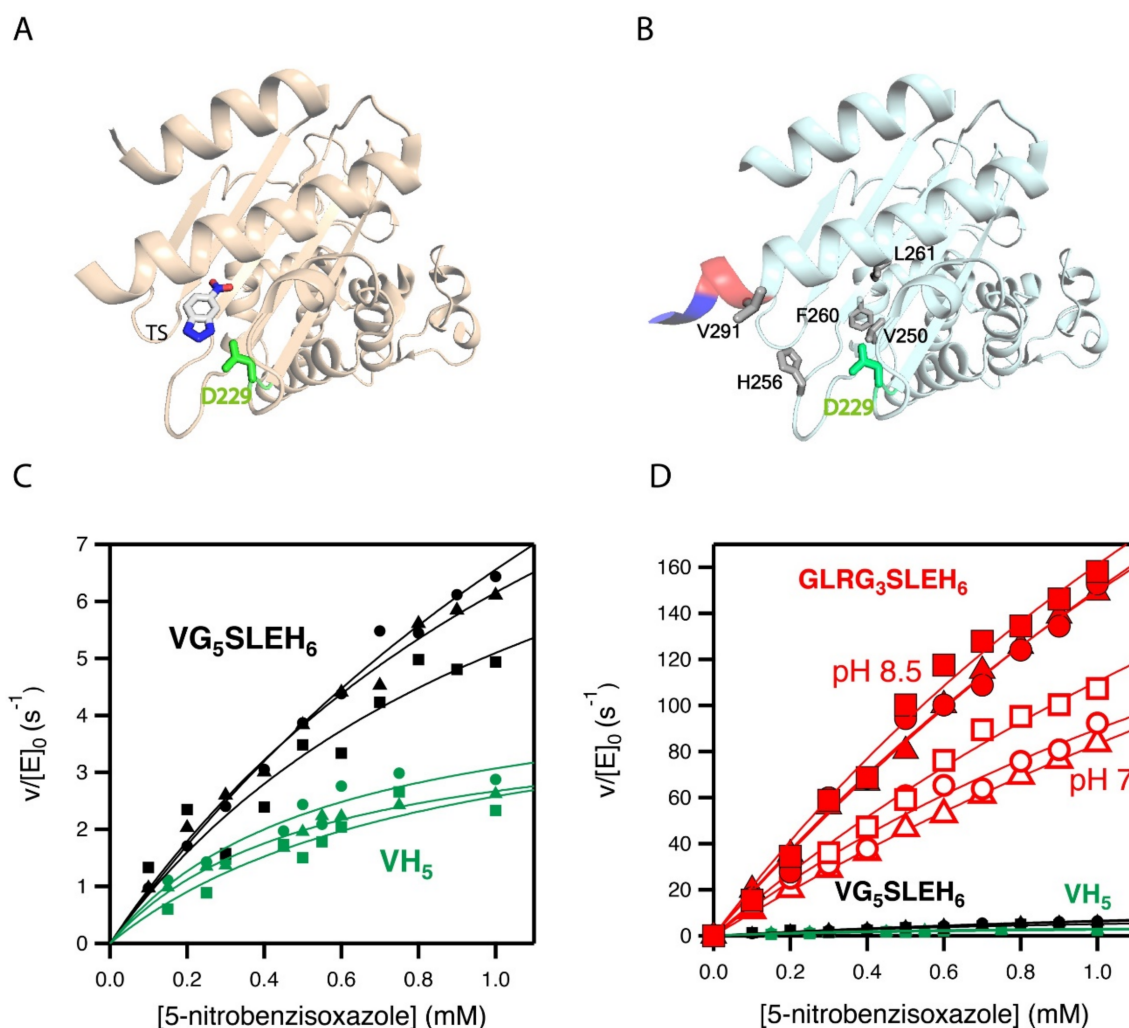 A
B
TS
D229
L261
V291
F260
V250
H256
D229
C
D
7
6
5
4
3
2
1
0
0.0 0.2 0.4 0.6 0.8 1.0
v/[E]₀ (s⁻¹)
[5-nitrobenzisoxazole] (mM)
VG₅SLEH₆
VH₅
160
140
120
100
80
60
40
20
0
0.0 0.2 0.4 0.6 0.8 1.0
v/[E]₀ (s⁻¹)
[5-nitrobenzisoxazole] (mM)
GLRG₃SLEH₆
pH 8.5
pH 7
VG₅SLEH₆
VH₅